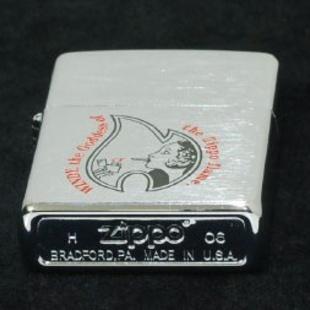 WINDY the Goddess of the Zippo flame.
H Zippo 08
BRADFORD,PA. MADE IN U.S.A.